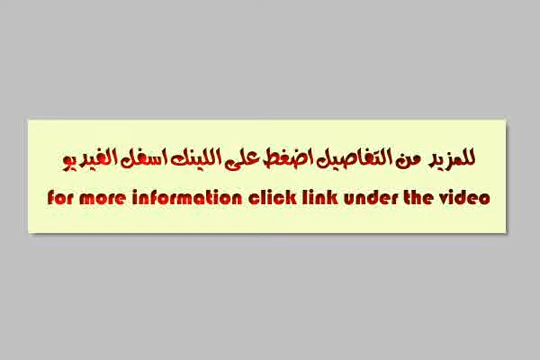 للمزيد من التفاصيل اضغط على اللينك اسفل الفيديو
for more information click link under the video